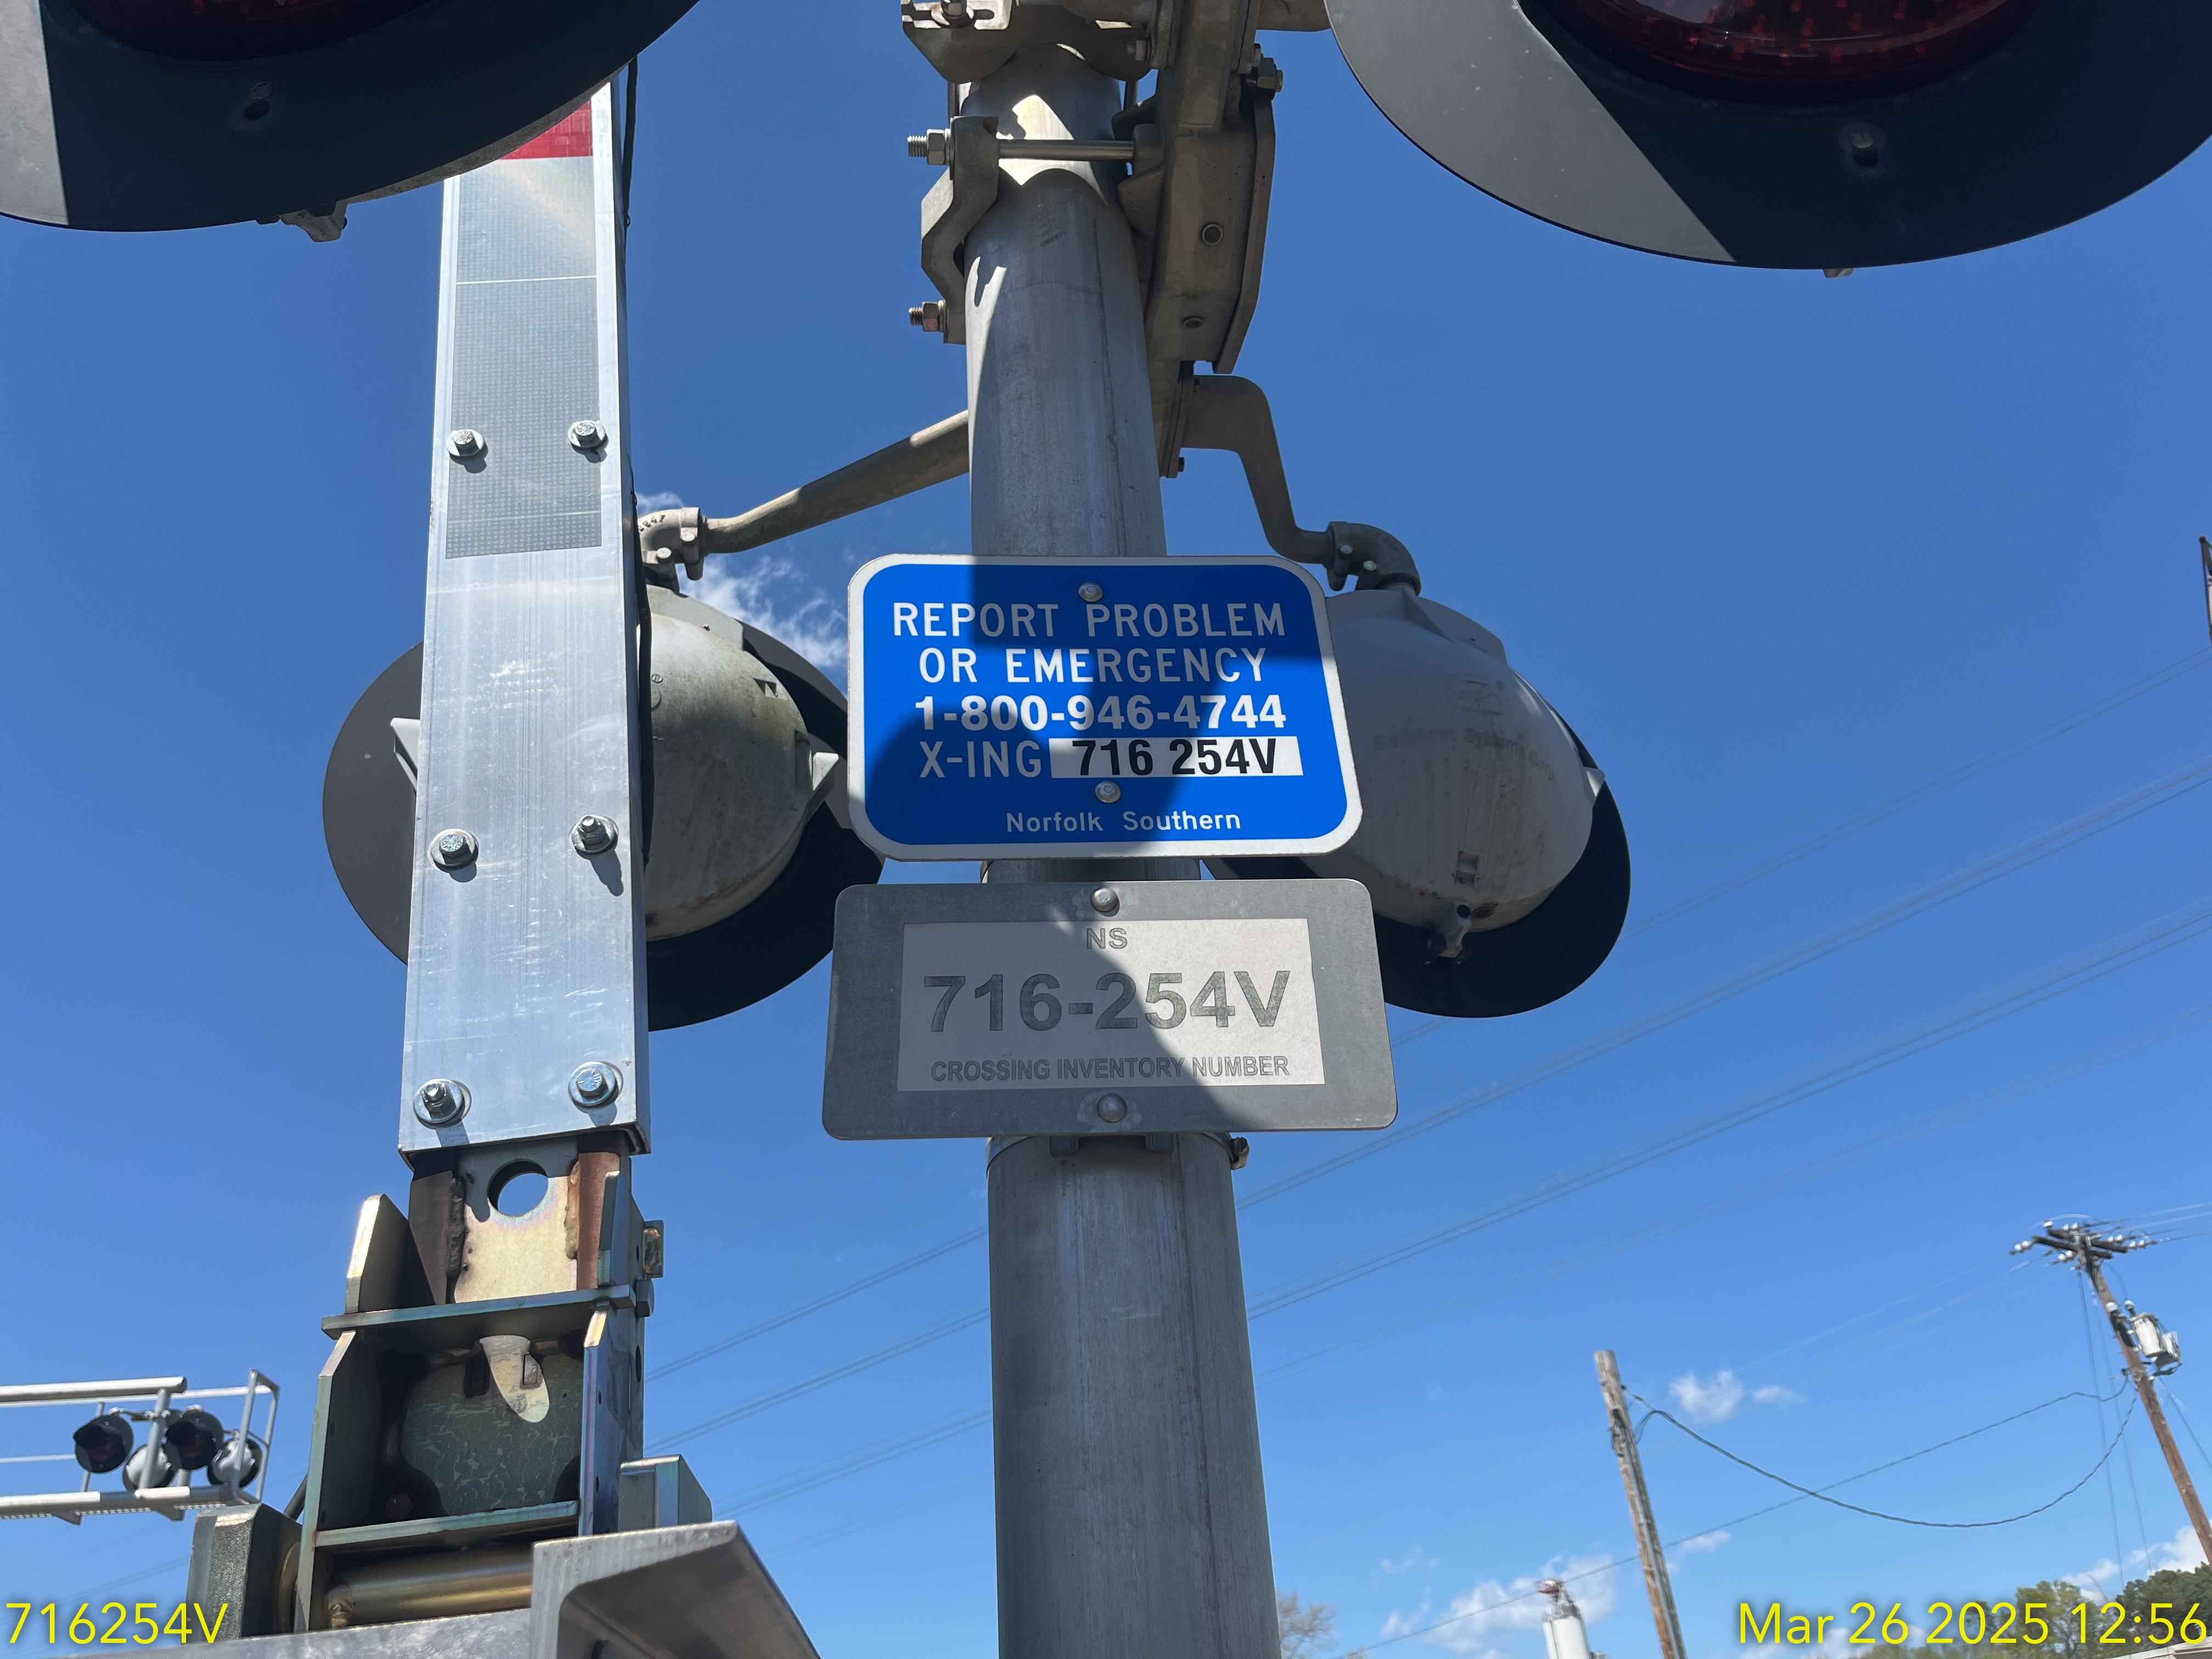 REPORT PROBLEM
OR EMERGENCY
1-800-946-4744
X-ING 716 254V
Norfolk Southern
NS
716-254V
CROSSING INVENTORY NUMBER
716254V
Mar 26 2025 12:56